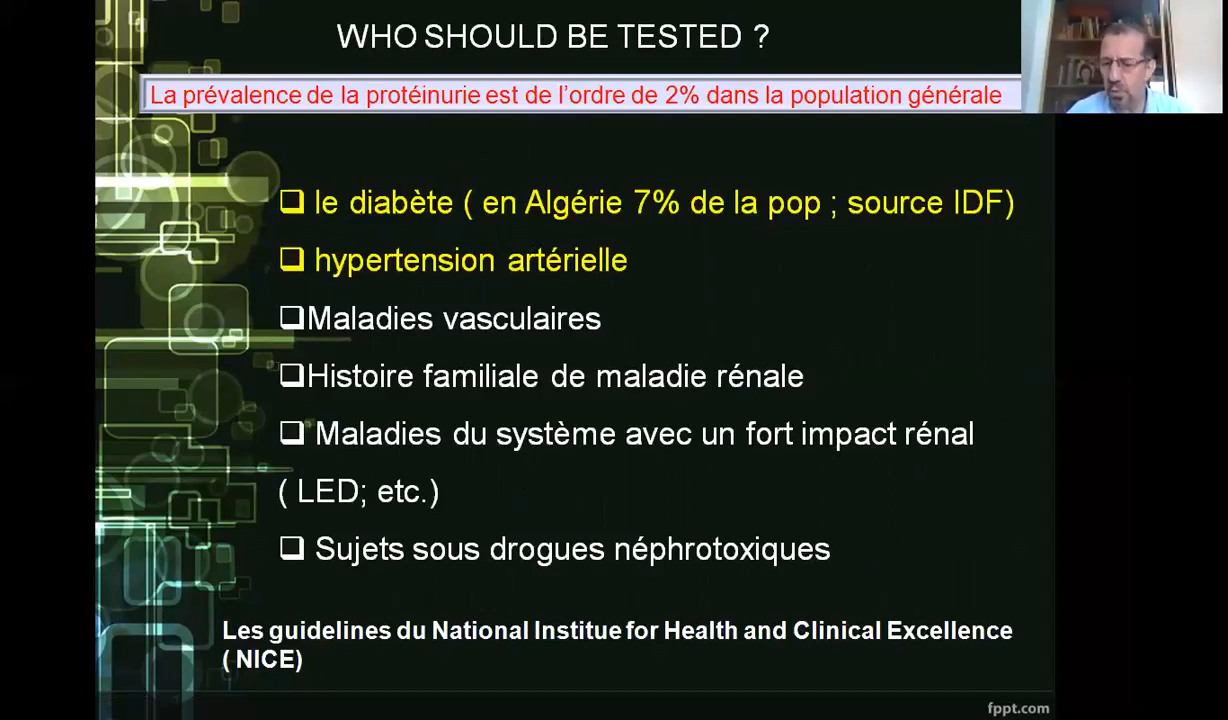 WHO SHOULD BE TESTED ?
La prévalence de la protéinurie est de l’ordre de 2% dans la population générale
❑ le diabète ( en Algérie 7% de la pop ; source IDF)
❑ hypertension artérielle
❑Maladies vasculaires
❑Histoire familiale de maladie rénale
❑ Maladies du système avec un fort impact rénal
( LED; etc.)
❑ Sujets sous drogues néphrotoxiques
Les guidelines du National Institue for Health and Clinical Excellence
( NICE)
fppt.com